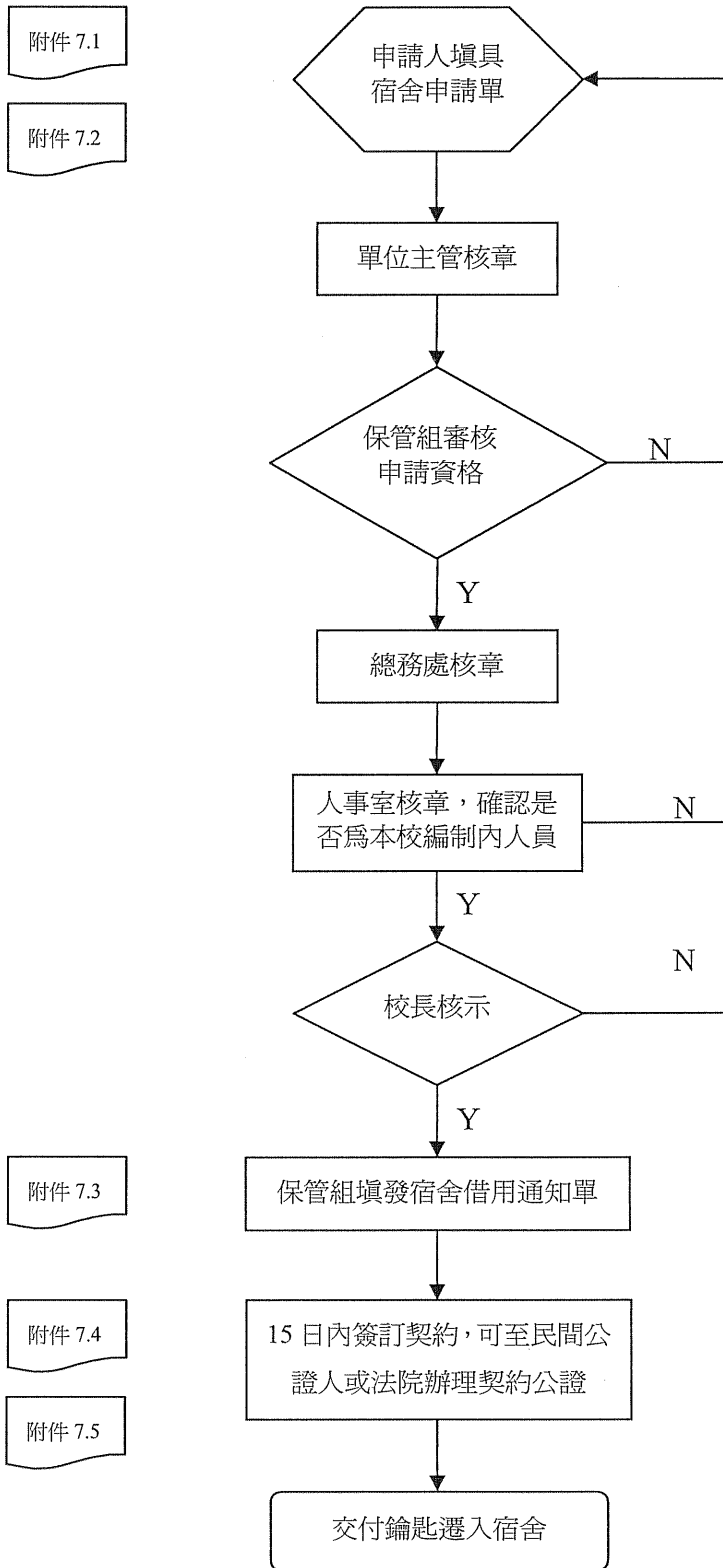 附件 7.1
申請人塡具
宿舍申請單
附件 7.2
單位主管核章
保管組審核
申請資格
N
Y
總務處核章
人事室核章，確認是
否爲本校編制內人員
N
Y
N
校長核示
Y
附件 7.3
保管組塡發宿舍借用通知單
附件 7.4
15 日內簽訂契約，可至民間公
證人或法院辦理契約公證
附件 7.5
交付鑰匙遷入宿舍